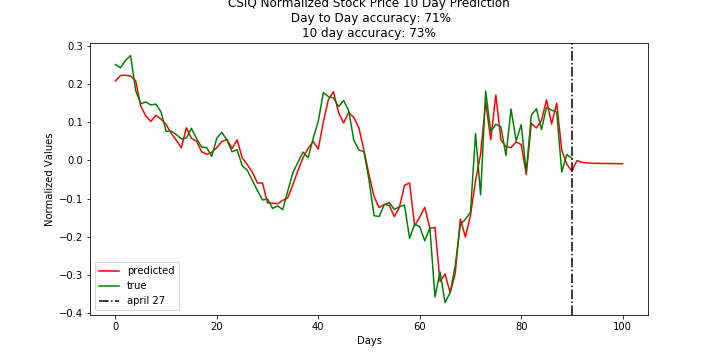 CSIQ Normalized Stock Price 10 Day Prediction
Day to Day accuracy: 71%
10 day accuracy: 73%
0.3
0.2
0.1
0.0
−0.1
−0.2
−0.3
−0.4
Normalized Values
predicted
true
april 27
0
20
40
60
80
100
Days